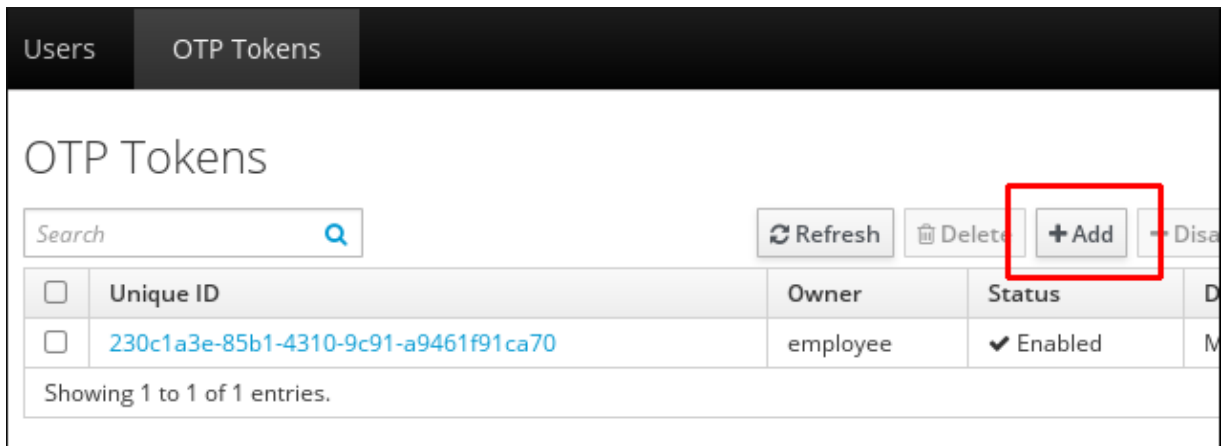 Users OTP Tokens
OTP Tokens
Search Refresh Delete Add Disa
Unique ID Owner Status D
230c1a3e-85b1-4310-9c91-a9461f91ca70 employee Enabled M
Showing 1 to 1 of 1 entries.